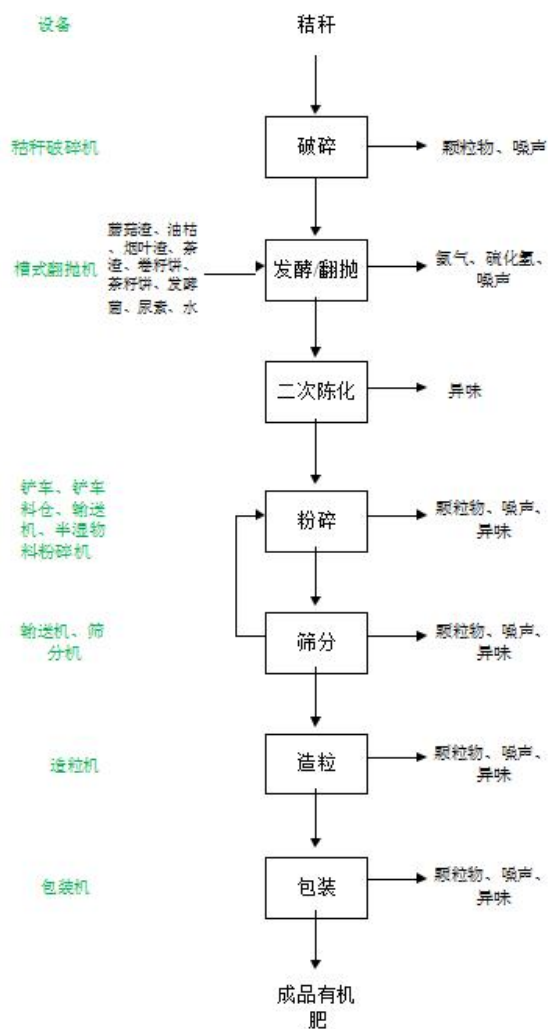 设备
秸秆
秸秆破碎机
破碎
颗粒物、噪声
蘑菇渣、油枯
、烟叶渣、茶
渣、卷籽饼、
茶籽饼、发酵
菌、尿素、水
槽式翻抛机
发酵/翻抛
氨气、硫化氢、
噪声
二次陈化
异味
铲车、铲车
料仓、输送
机、半湿物
料粉碎机
粉碎
颗粒物、噪声、
异味
输送机、筛
分机
筛分
颗粒物、噪声、
异味
造粒机
造粒
颗粒物、噪声、
异味
包装机
包装
颗粒物、噪声、
异味
成品有机
肥